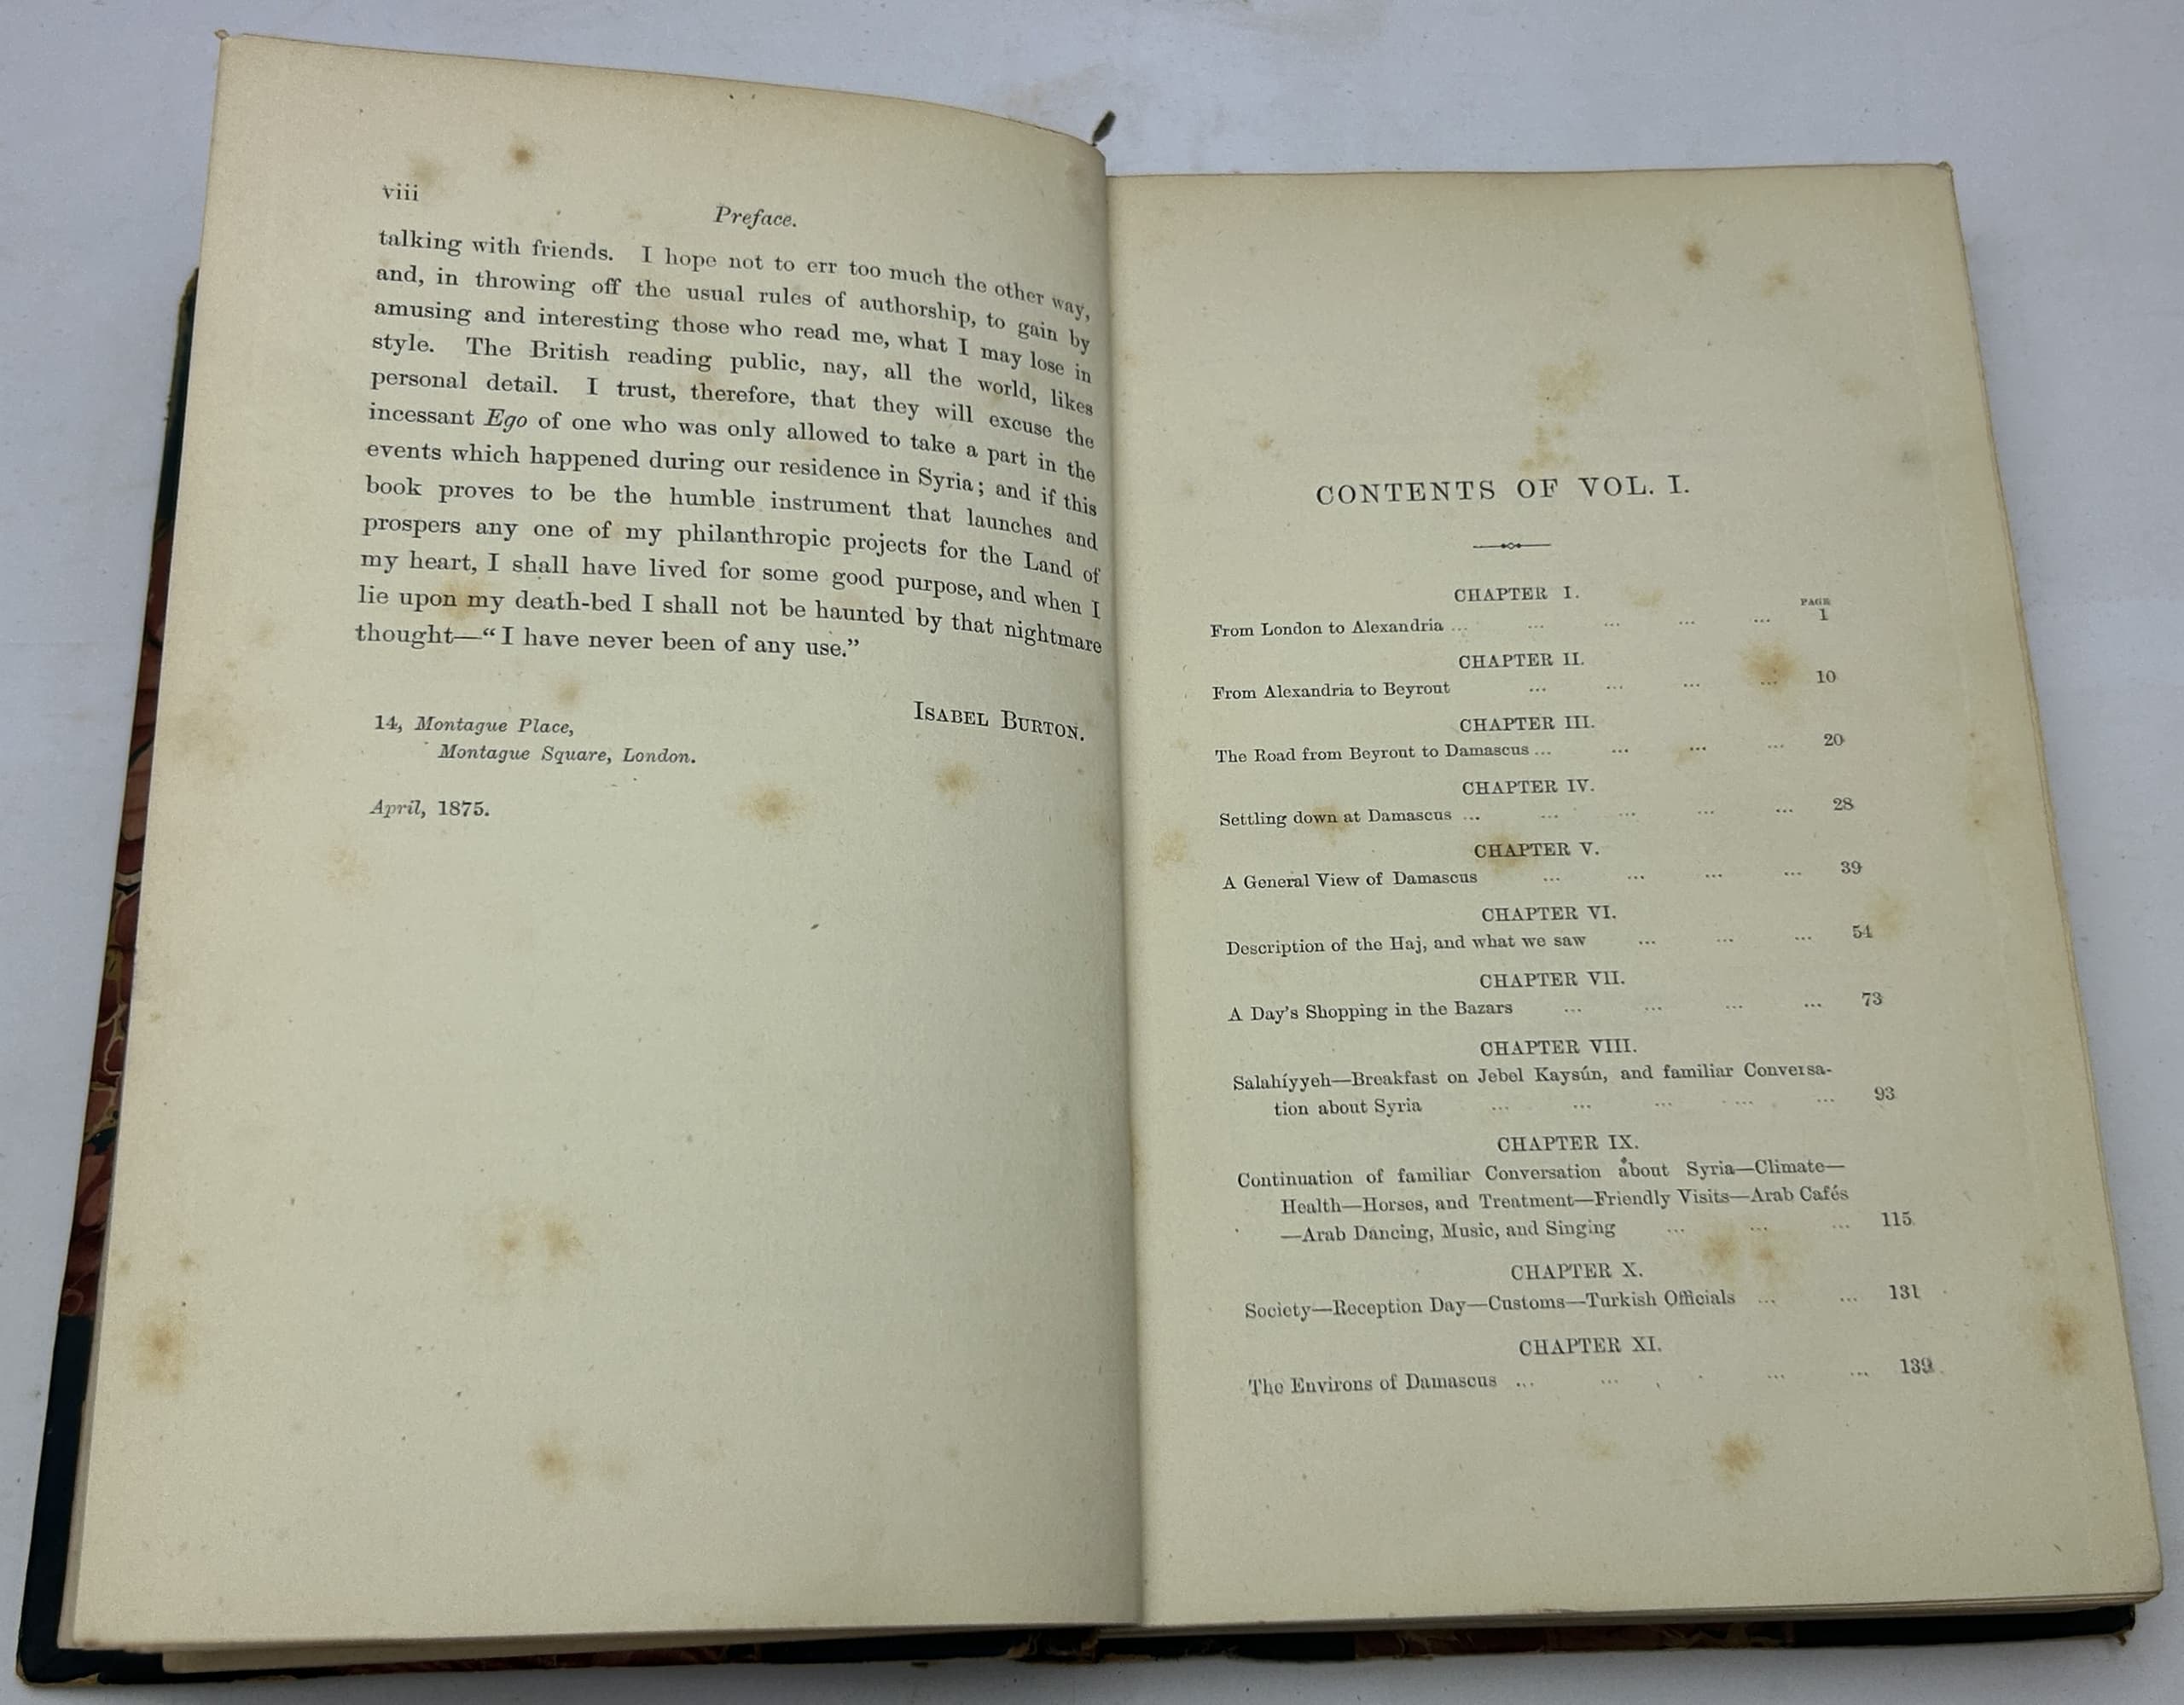 viii
Preface.
talking with friends. I hope not to err too much the other way,
and, in throwing off the usual rules of authorship, to gain by
amusing and interesting those who read me, what I may lose in
style. The British reading public, nay, all the world, likes
personal detail. I trust, therefore, that they will excuse the
incessant Ego of one who was only allowed to take a part in the
events which happened during our residence in Syria; and if this
book proves to be the humble instrument that launches and
prospers any one of my philanthropic projects for the Land of
my heart, I shall have lived for some good purpose, and when I
lie upon my death-bed I shall not be haunted by that nightmare
thought—“I have never been of any use.”
ISABEL BURTON.
14, Montague Place,
Montague Square, London.
April, 1875.
CONTENTS OF VOL. I.
CHAPTER I.
PAGE
From London to Alexandria ... ... ... ... ... 1
CHAPTER II.
From Alexandria to Beyrout ... ... ... ... 10
CHAPTER III.
The Road from Beyrout to Damascus ... ... ... ... 20
CHAPTER IV.
Settling down at Damascus ... ... ... ... ... 28
CHAPTER V.
A General View of Damascus ... ... ... ... 39
CHAPTER VI.
Description of the Haj, and what we saw ... ... ... 54
CHAPTER VII.
A Day's Shopping in the Bazars ... ... ... ... 73
CHAPTER VIII.
Salahíyyeh—Breakfast on Jebel Kaysún, and familiar Conversa-
tion about Syria ... ... ... ... ... 93
CHAPTER IX.
Continuation of familiar Conversation about Syria—Climate—
Health—Horses, and Treatment—Friendly Visits—Arab Cafés
—Arab Dancing, Music, and Singing ... ... ... 115
CHAPTER X.
Society—Reception Day—Customs—Turkish Officials ... ... 131
CHAPTER XI.
The Environs of Damascus ... ... ... ... ... 139